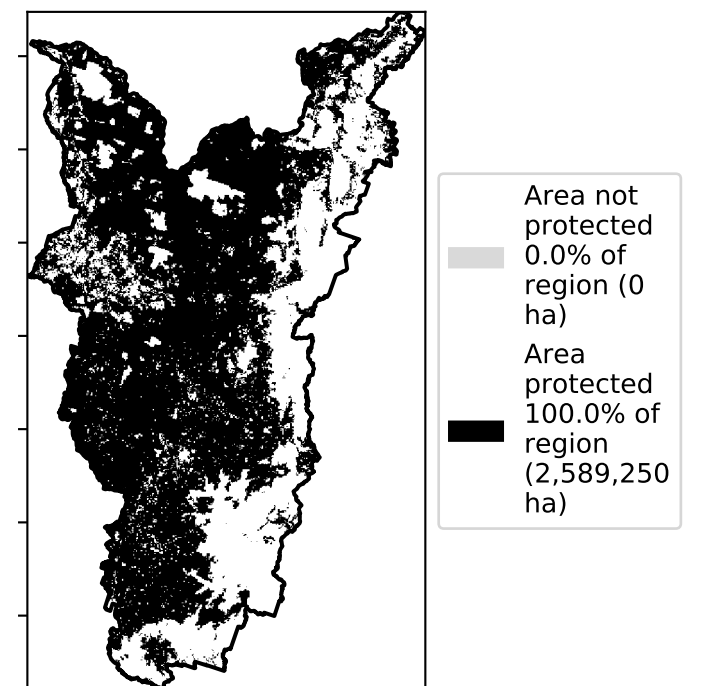 Area not
protected
0.0% of
region (0
ha)
Area
protected
100.0% of
region
(2,589,250
ha)